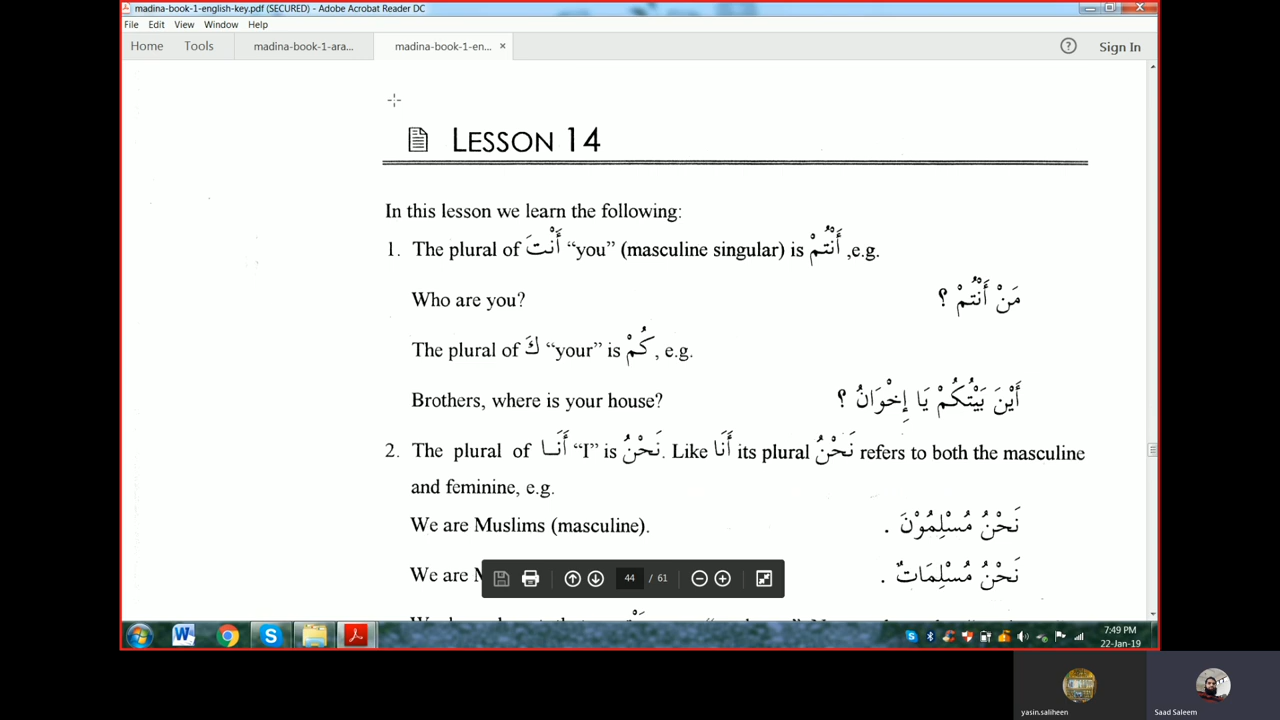 madina-book-1-english-key.pdf (SECURED) - Adobe Acrobat Reader DC
File Edit View Window Help
Home Tools madina-book-1-ara... madina-book-1-en... × ? Sign In
LESSON 14
In this lesson we learn the following:
1. The plural of أَنْتَ “you” (masculine singular) is أَنْتُمْ ,e.g.
Who are you? مَنْ أَنْتُمْ ؟
The plural of كَ “your” is كُمْ, e.g.
Brothers, where is your house? أَيْنَ بَيْتُكُمْ يَا إِخْوَانُ ؟
2. The plural of أَنَــا “I” is نَحْنُ. Like أَنَا its plural نَحْنُ refers to both the masculine
and feminine, e.g.
We are Muslims (masculine). نَحْنُ مُسْلِمُوْنَ .
We are نَحْنُ مُسْلِمَاتٌ .
44 / 61
7:49 PM
22-Jan-19
yasin.saliheen Saad Saleem